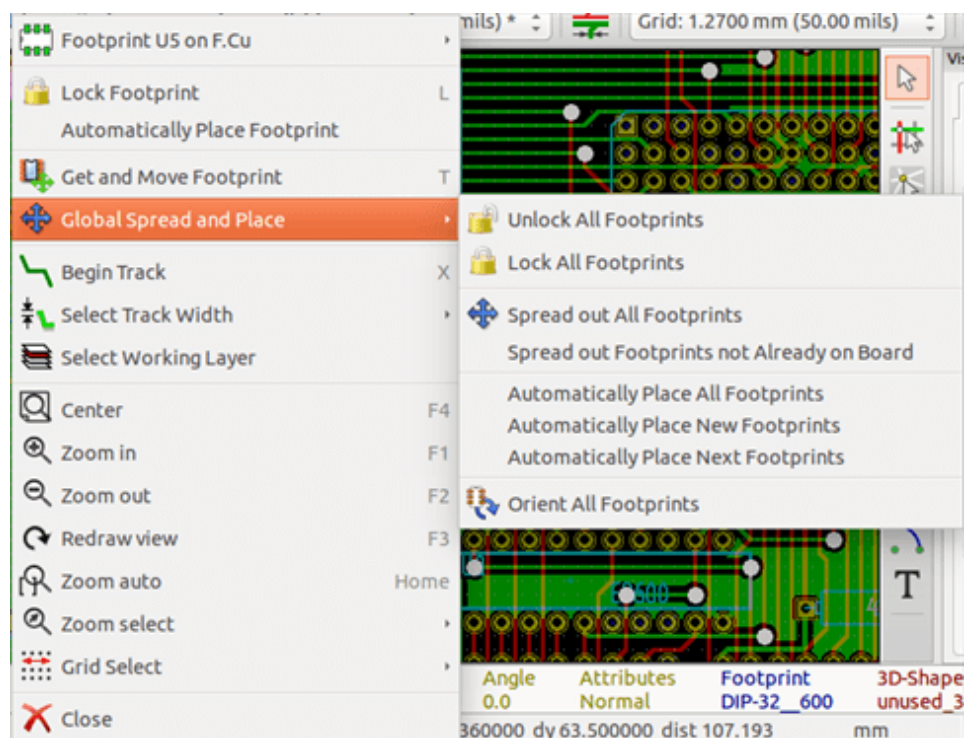 mils) *
Grid: 1.2700 mm (50.00 mils)
Vis
Footprint U5 on F.Cu
Lock Footprint L
Automatically Place Footprint
Get and Move Footprint T
Global Spread and Place
Begin Track X
Select Track Width
Select Working Layer
Center F4
Zoom in F1
Zoom out F2
Redraw view F3
Zoom auto Home
Zoom select
Grid Select
Close
Unlock All Footprints
Lock All Footprints
Spread out All Footprints
Spread out Footprints not Already on Board
Automatically Place All Footprints
Automatically Place New Footprints
Automatically Place Next Footprints
Orient All Footprints
T
Angle Attributes Footprint 3D-Shape
0.0 Normal DIP-32__600 unused_3
360000 dy 63.500000 dist 107.193 mm